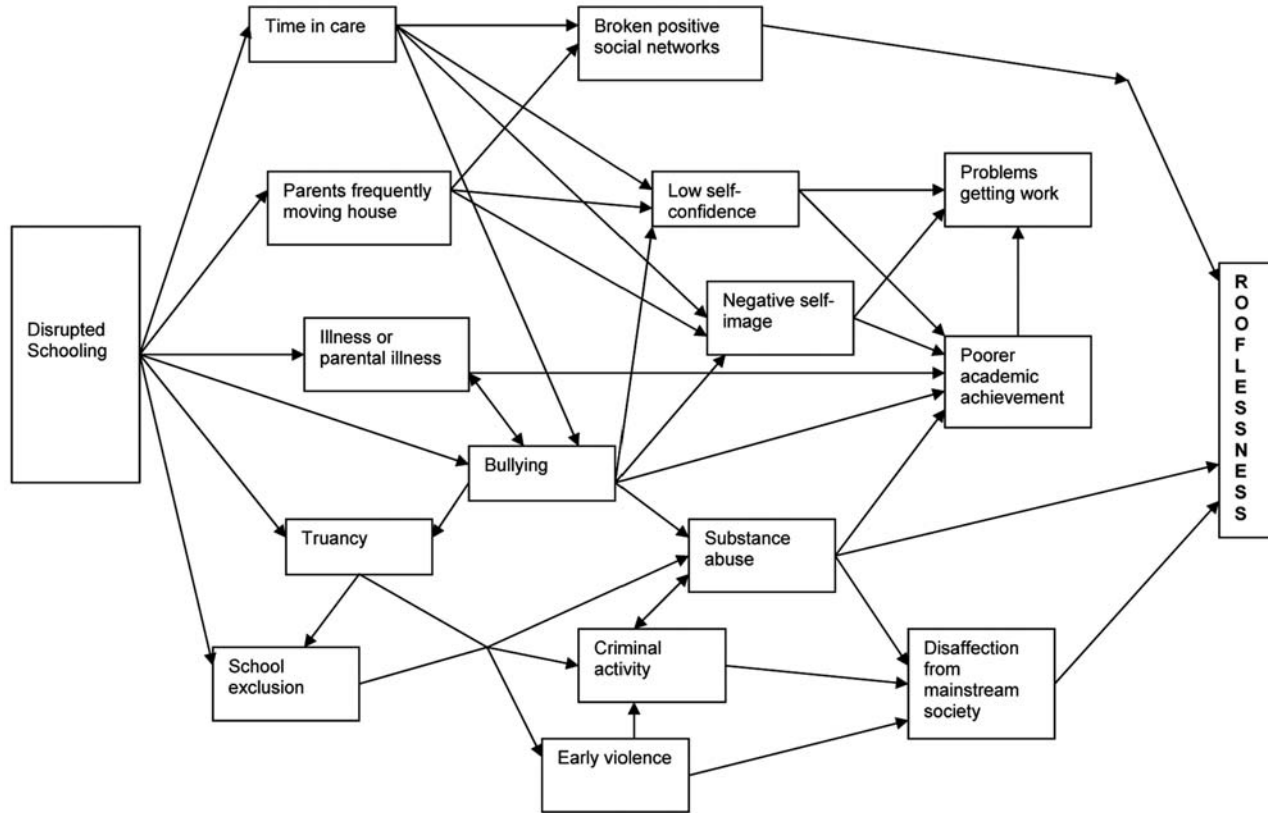 Time in care
Broken positive
social networks
Parents frequently
moving house
Low self-
confidence
Problems
getting work
Disrupted
Schooling
Illness or
parental illness
Negative self-
image
Poorer
academic
achievement
ROOFLESSNESS
Bullying
Truancy
Substance
abuse
School
exclusion
Criminal
activity
Disaffection
from
mainstream
society
Early violence